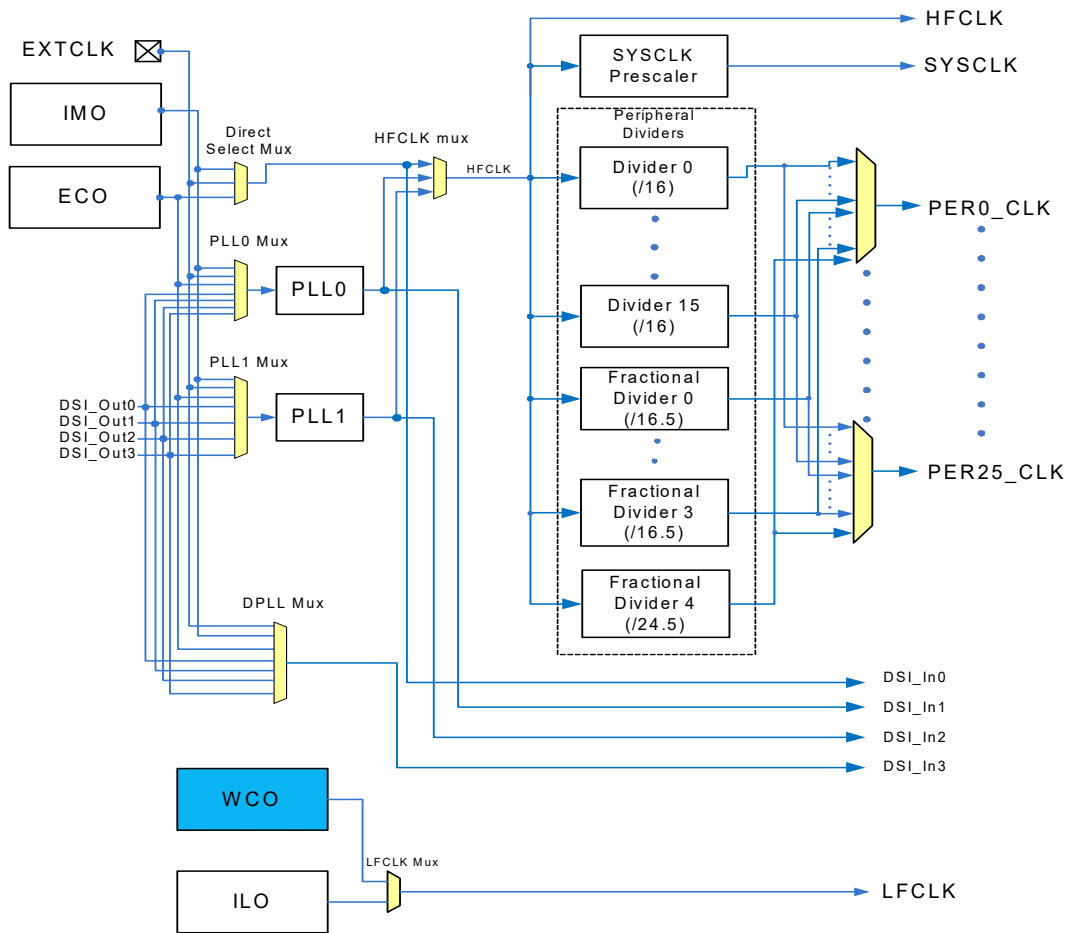 HFCLK
EXTCLK
SYSCLK
Prescaler
SYSCLK
IMO
Direct
Select Mux
HFCLK mux
Peripheral
Dividers
Divider 0
(/16)
ECO
HFCLK
PER0_CLK
PLL0 Mux
PLL0
Divider 15
(/16)
PLL1 Mux
PLL1
Fractional
Divider 0
(/16.5)
DSI_Out0
DSI_Out1
DSI_Out2
DSI_Out3
PER25_CLK
Fractional
Divider 3
(/16.5)
DPLL Mux
Fractional
Divider 4
(/24.5)
DSI_In0
DSI_In1
DSI_In2
DSI_In3
WCO
LFCLK Mux
ILO
LFCLK